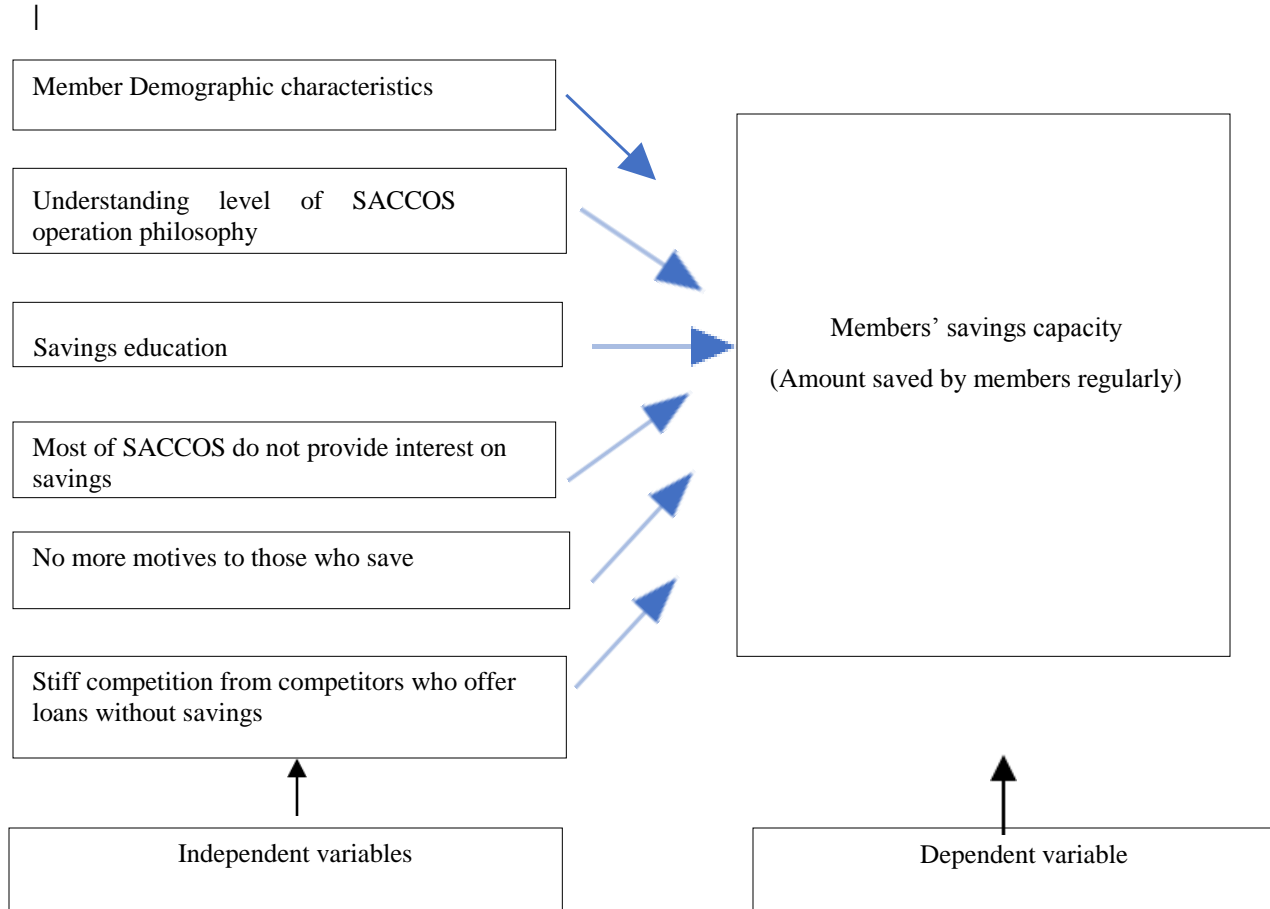 |
Member Demographic characteristics
Understanding level of SACCOS
operation philosophy
Savings education
Most of SACCOS do not provide interest on
savings
No more motives to those who save
Stiff competition from competitors who offer
loans without savings
Members’ savings capacity
(Amount saved by members regularly)
Independent variables
Dependent variable